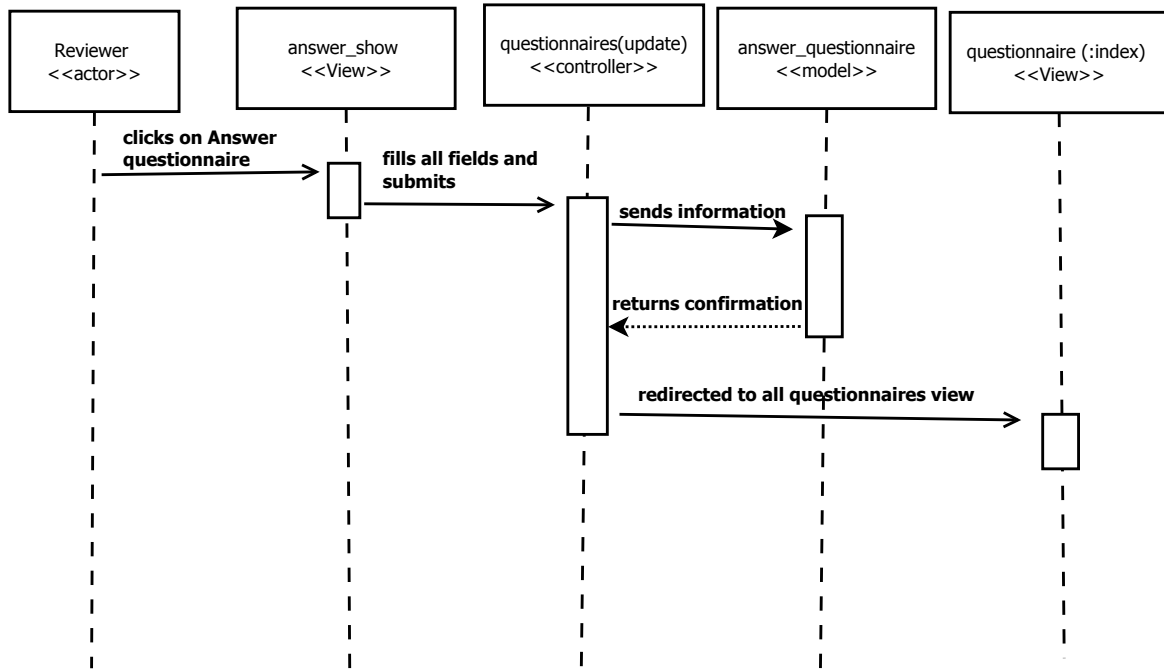 Reviewer
<<actor>>
answer_show
<<View>>
questionnaires(update)
<<controller>>
answer_questionnaire
<<model>>
questionnaire (:index)
<<View>>
clicks on Answer
questionnaire
fills all fields and
submits
sends information
returns confirmation
redirected to all questionnaires view